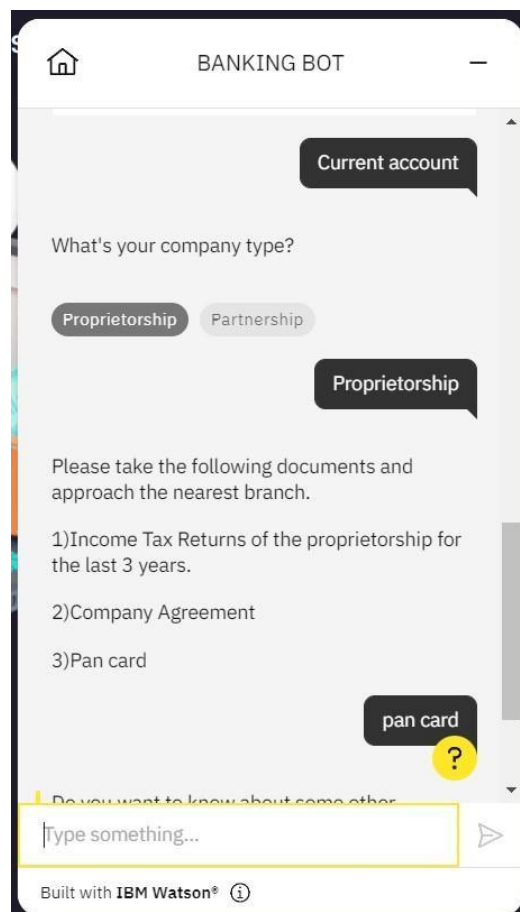 S
BANKING BOT
Current account
What's your company type?
Proprietorship Partnership
Proprietorship
Please take the following documents and
approach the nearest branch.
1)Income Tax Returns of the proprietorship for
the last 3 years.
2)Company Agreement
3)Pan card
pan card
?
Do you want to know about some other
Type something...
Built with IBM Watson®